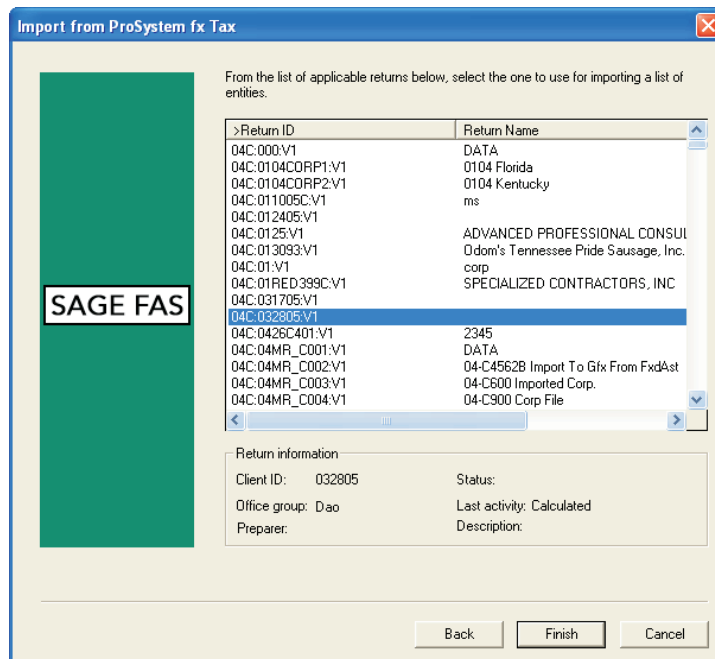 Import from ProSystem fx Tax
From the list of applicable returns below, select the one to use for importing a list of
entities.
>Return ID Return Name
04C:000:V1 DATA
04C:0104CORP1:V1 0104 Florida
04C:0104CORP2:V1 0104 Kentucky
04C:011005C:V1 ms
04C:012405:V1
04C:0125:V1 ADVANCED PROFESSIONAL CONSUL
04C:013093:V1 Odom's Tennessee Pride Sausage, Inc.
04C:01:V1 corp
04C:01RED399C:V1 SPECIALIZED CONTRACTORS, INC
04C:031705:V1
04C:032805:V1
04C:0426C401:V1 2345
04C:04MR_C001:V1 DATA
04C:04MR_C002:V1 04-C4562B Import To Gfx From FxdAst
04C:04MR_C003:V1 04-C600 Imported Corp.
04C:04MR_C004:V1 04-C900 Corp File
SAGE FAS
Return information
Client ID: 032805 Status:
Office group: Dao Last activity: Calculated
Preparer: Description:
Back Finish Cancel